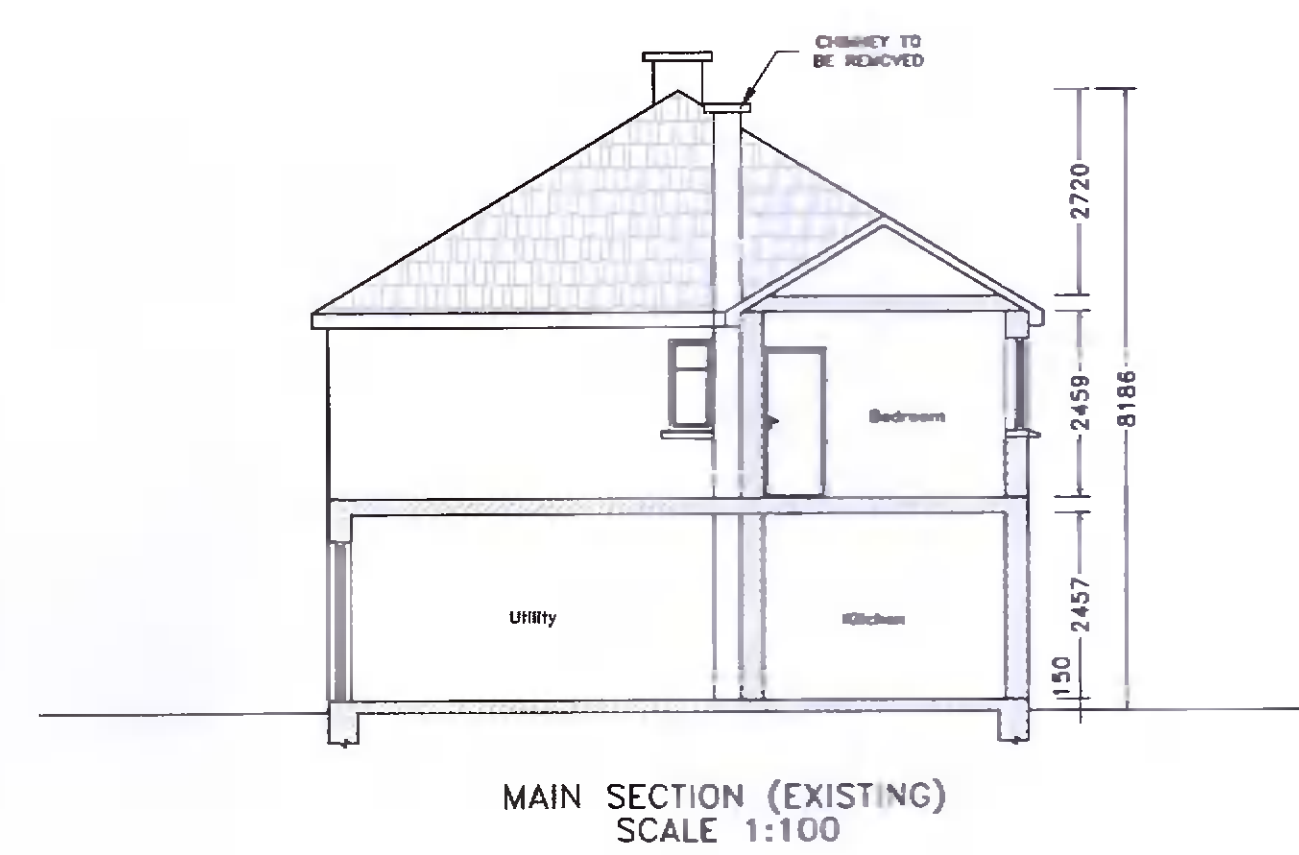 CHIMNEY TO
BE REMOVED
2720
2459
8186
Bedroom
Utility
Kitchen
2457
150
MAIN SECTION (EXISTING)
SCALE 1:100